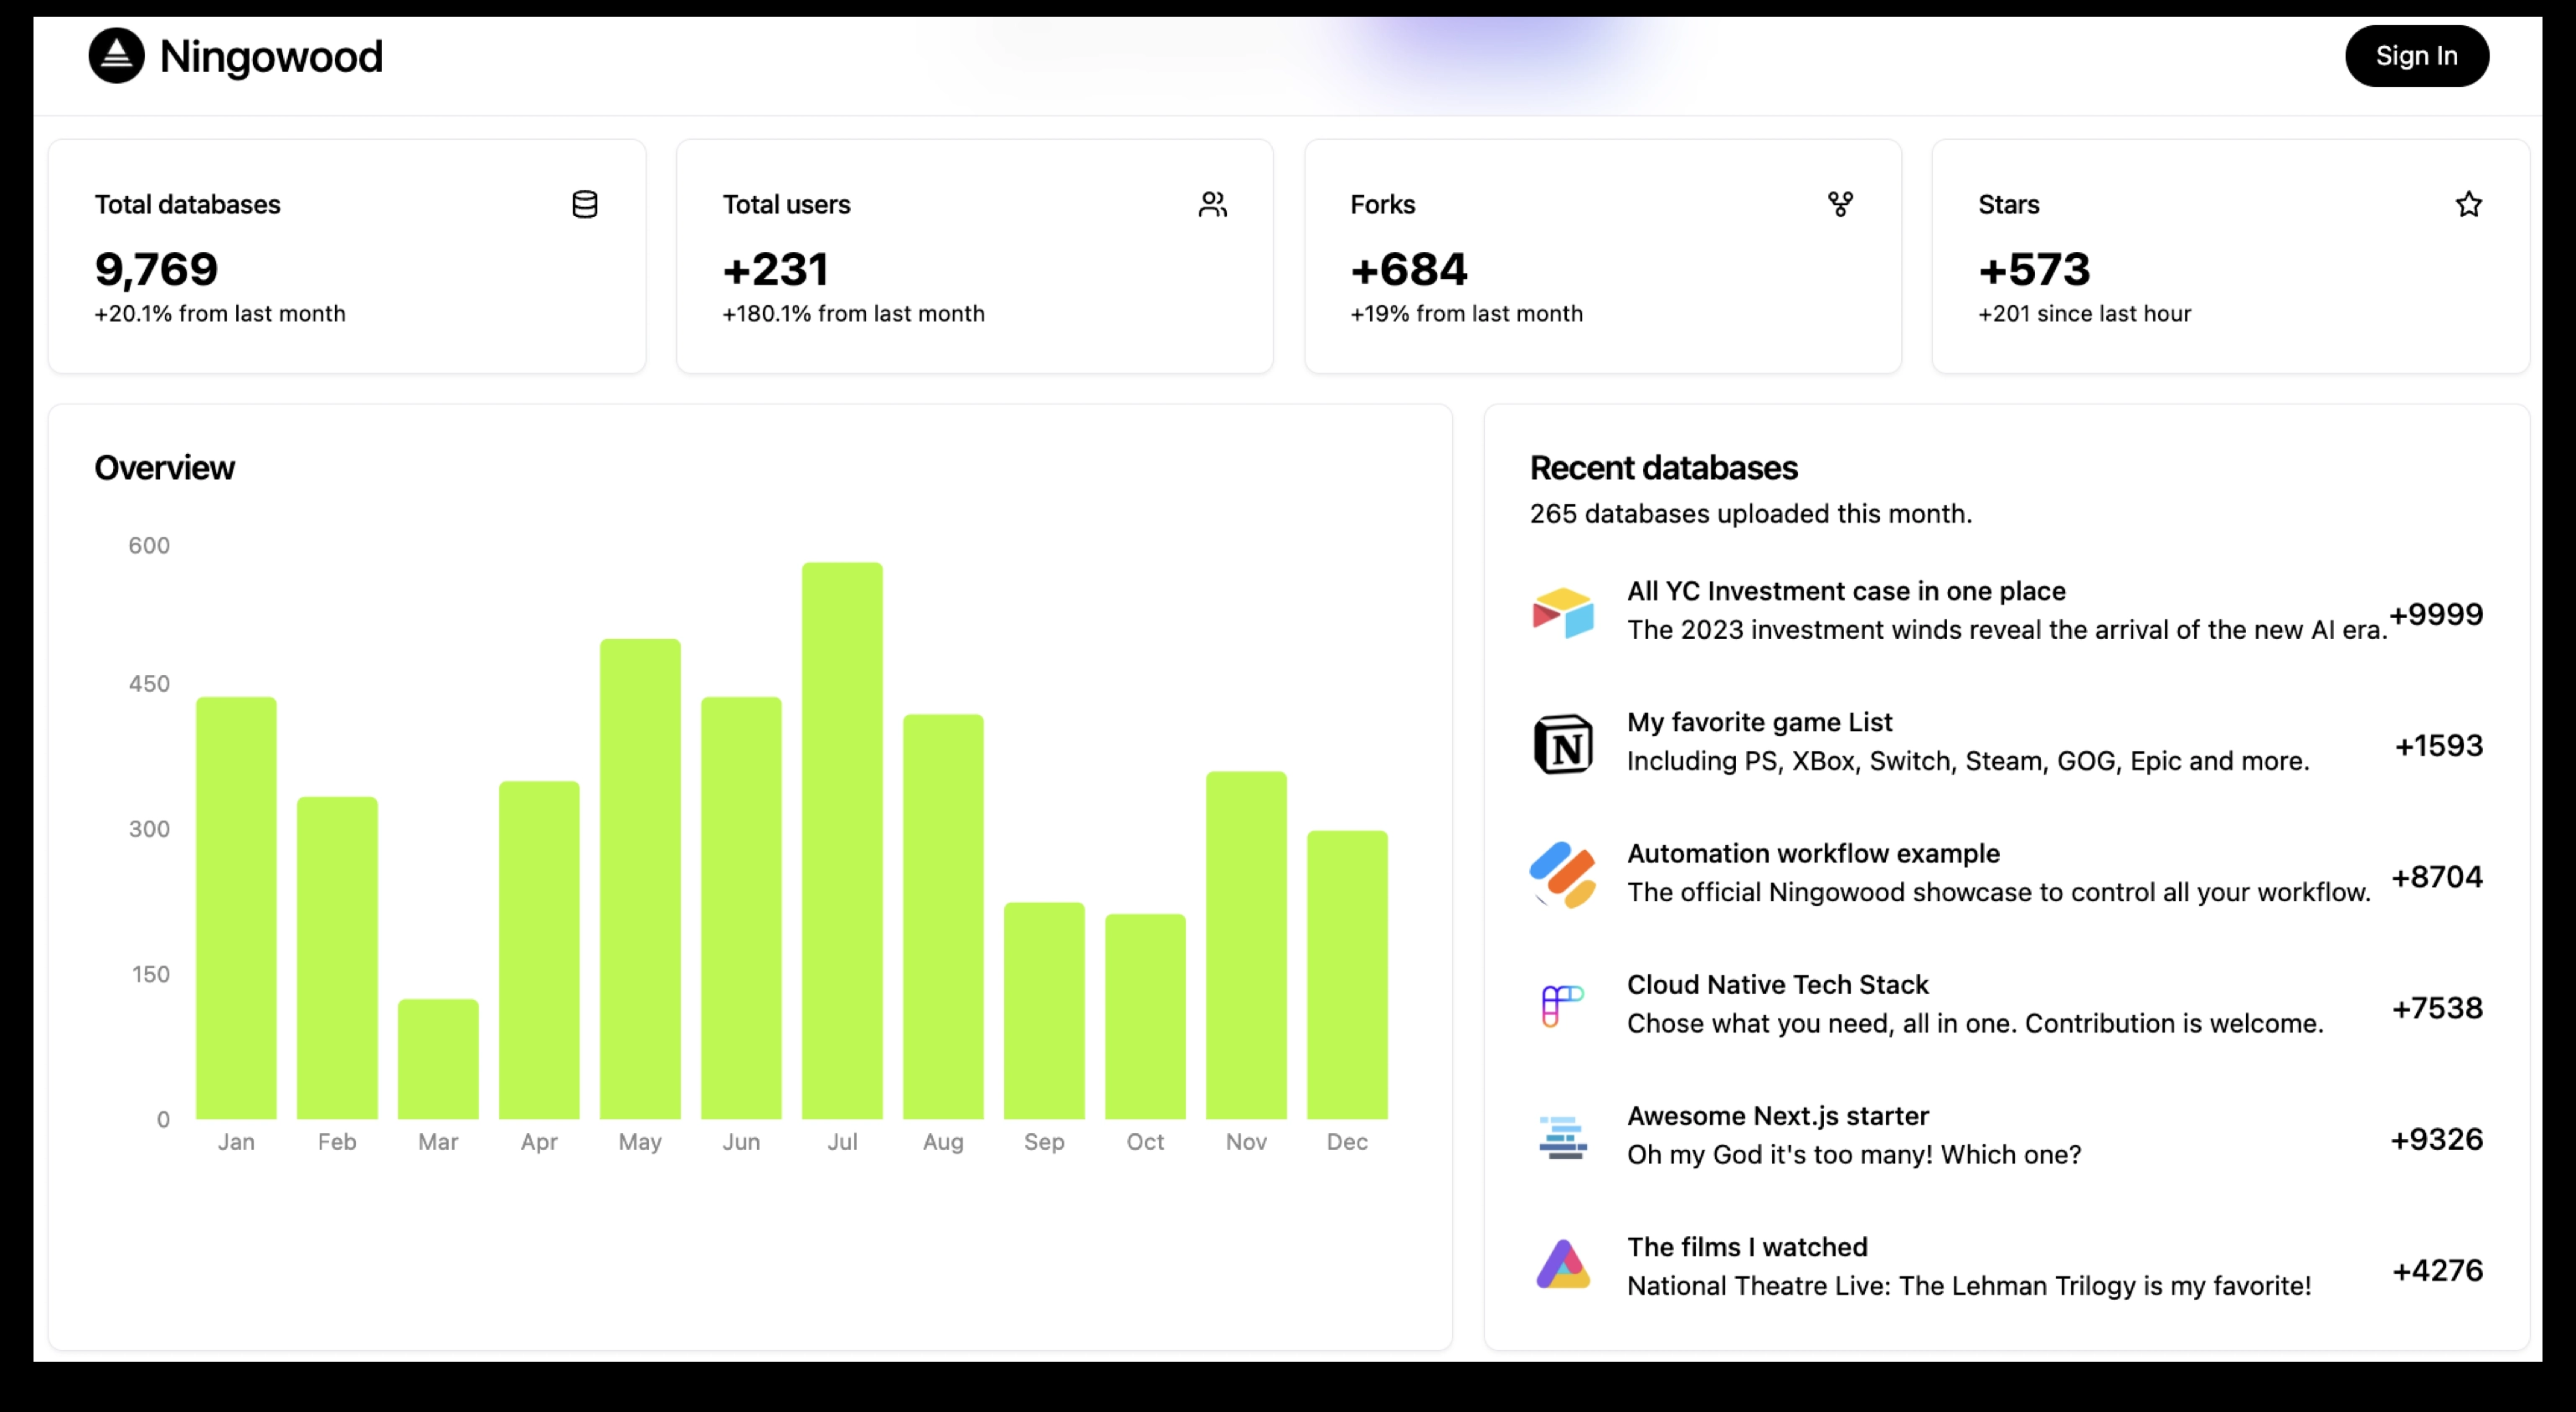 Ningowood
Sign In
Total databases
9,769
+20.1% from last month
Total users
+231
+180.1% from last month
Forks
+684
+19% from last month
Stars
+573
+201 since last hour
Overview
600
450
300
150
0
Jan Feb Mar Apr May Jun Jul Aug Sep Oct Nov Dec
Recent databases
265 databases uploaded this month.
All YC Investment case in one place
The 2023 investment winds reveal the arrival of the new AI era.
+9999
N
My favorite game List
Including PS, XBox, Switch, Steam, GOG, Epic and more.
+1593
Automation workflow example
The official Ningowood showcase to control all your workflow.
+8704
Cloud Native Tech Stack
Chose what you need, all in one. Contribution is welcome.
+7538
Awesome Next.js starter
Oh my God it's too many! Which one?
+9326
The films I watched
National Theatre Live: The Lehman Trilogy is my favorite!
+4276